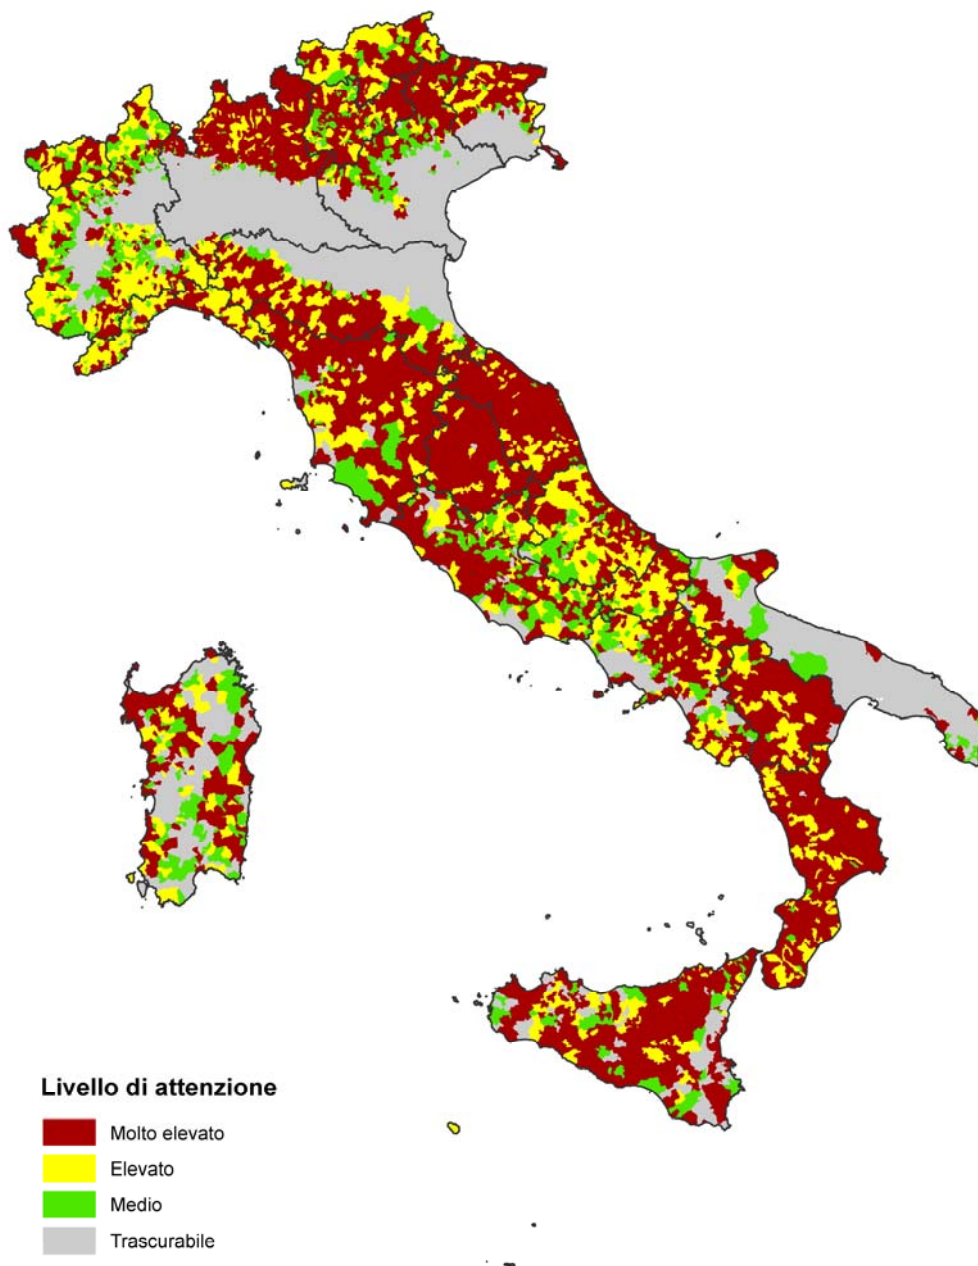 Livello di attenzione
Molto elevato
Elevato
Medio
Trascurabile